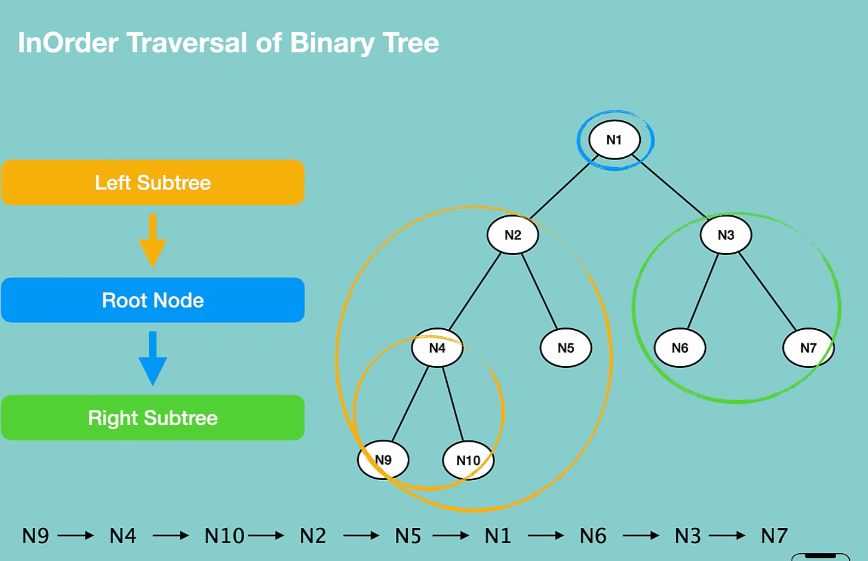 InOrder Traversal of Binary Tree
Left Subtree
Root Node
Right Subtree
N1
N2
N3
N4
N5
N6
N7
N9
N10
N9 → N4 → N10 → N2 → N5 → N1 → N6 → N3 → N7